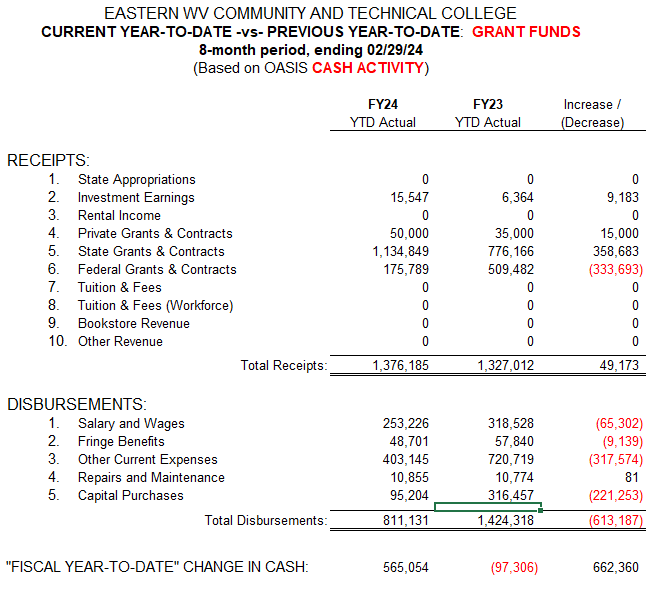 EASTERN WV COMMUNITY AND TECHNICAL COLLEGE
CURRENT YEAR-TO-DATE -vs- PREVIOUS YEAR-TO-DATE: GRANT FUNDS
8-month period, ending 02/29/24
(Based on OASIS CASH ACTIVITY)
FY24 FY23 Increase /
YTD Actual YTD Actual (Decrease)
RECEIPTS:
1. State Appropriations 0 0 0
2. Investment Earnings 15,547 6,364 9,183
3. Rental Income 0 0 0
4. Private Grants & Contracts 50,000 35,000 15,000
5. State Grants & Contracts 1,134,849 776,166 358,683
6. Federal Grants & Contracts 175,789 509,482 (333,693)
7. Tuition & Fees 0 0 0
8. Tuition & Fees (Workforce) 0 0 0
9. Bookstore Revenue 0 0 0
10. Other Revenue 0 0 0
Total Receipts: 1,376,185 1,327,012 49,173
DISBURSEMENTS:
1. Salary and Wages 253,226 318,528 (65,302)
2. Fringe Benefits 48,701 57,840 (9,139)
3. Other Current Expenses 403,145 720,719 (317,574)
4. Repairs and Maintenance 10,855 10,774 81
5. Capital Purchases 95,204 316,457 (221,253)
Total Disbursements: 811,131 1,424,318 (613,187)
"FISCAL YEAR-TO-DATE" CHANGE IN CASH: 565,054 (97,306) 662,360